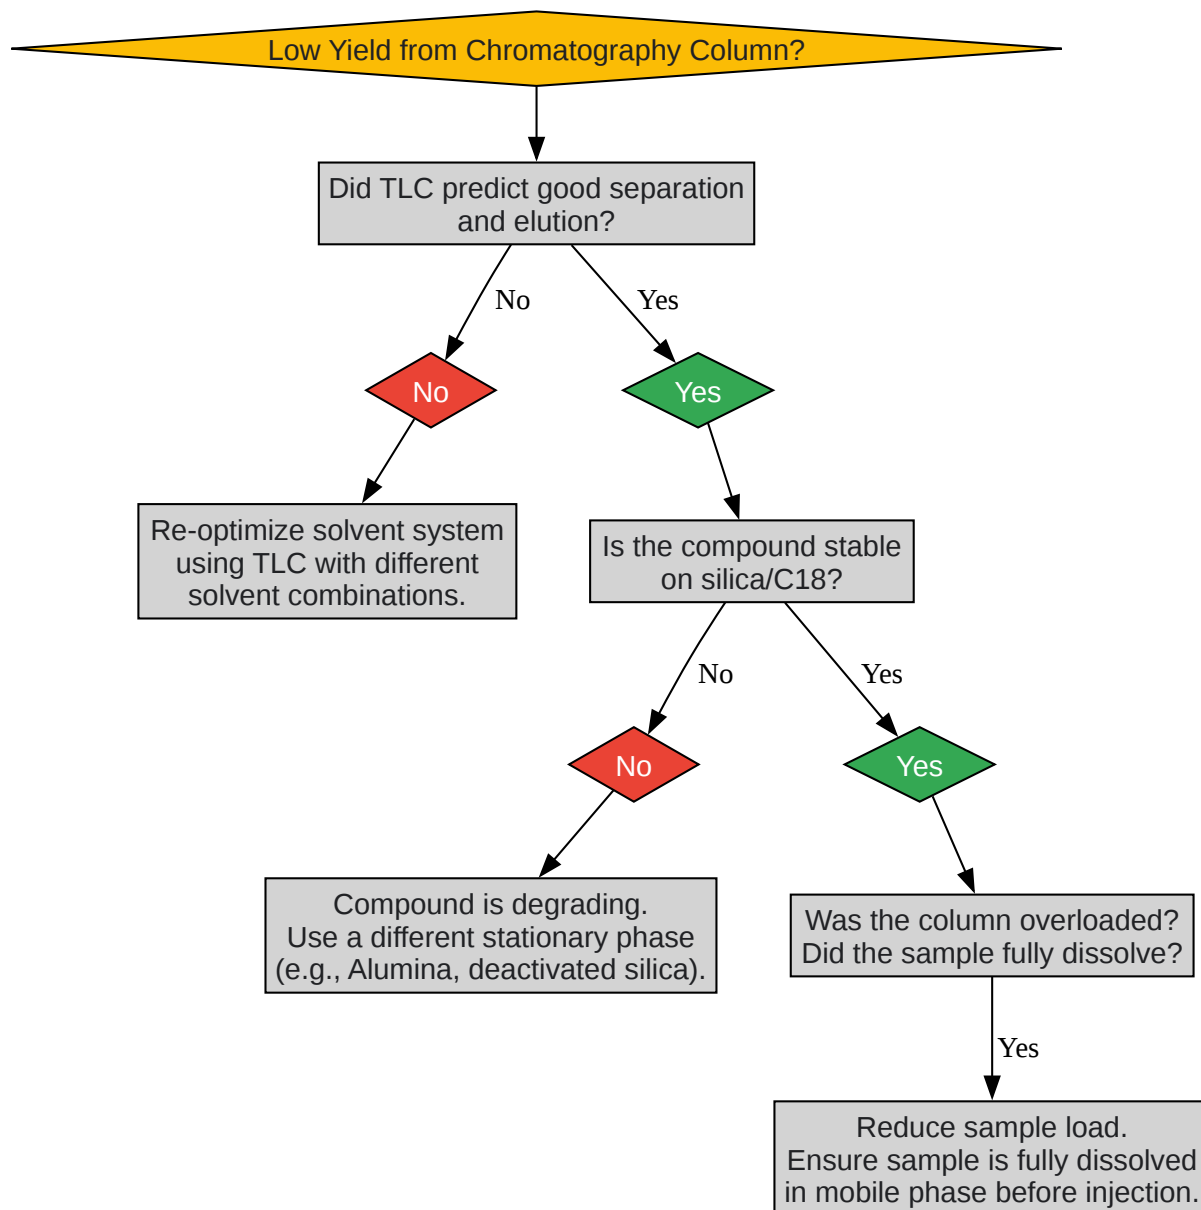 Low Yield from Chromatography Column?
Did TLC predict good separation
and elution?
No
Yes
No
Yes
Re-optimize solvent system
using TLC with different
solvent combinations.
Is the compound stable
on silica/C18?
No
Yes
No
Yes
Compound is degrading.
Use a different stationary phase
(e.g., Alumina, deactivated silica).
Was the column overloaded?
Did the sample fully dissolve?
Yes
Reduce sample load.
Ensure sample is fully dissolved
in mobile phase before injection.